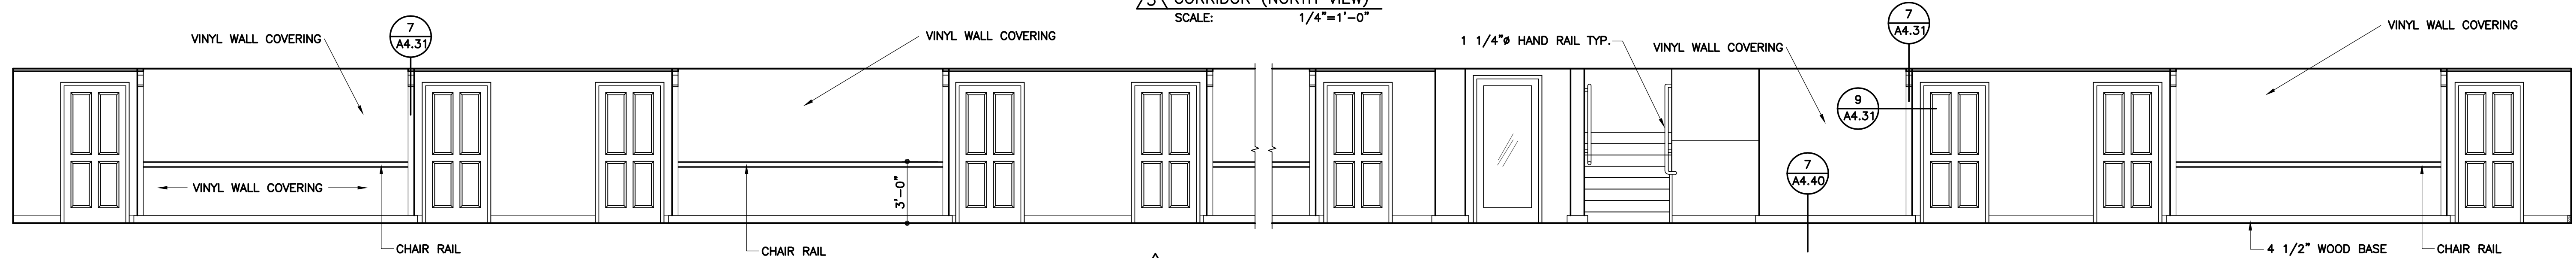 CORRIDOR (NORTH VIEW)
SCALE: 1/4"=1'-0"
7
A4.31
7
A4.31
VINYL WALL COVERING
VINYL WALL COVERING
1 1/4"ø HAND RAIL TYP.
VINYL WALL COVERING
VINYL WALL COVERING
9
A4.31
7
A4.40
VINYL WALL COVERING
3'-0"
CHAIR RAIL
CHAIR RAIL
4 1/2" WOOD BASE
CHAIR RAIL